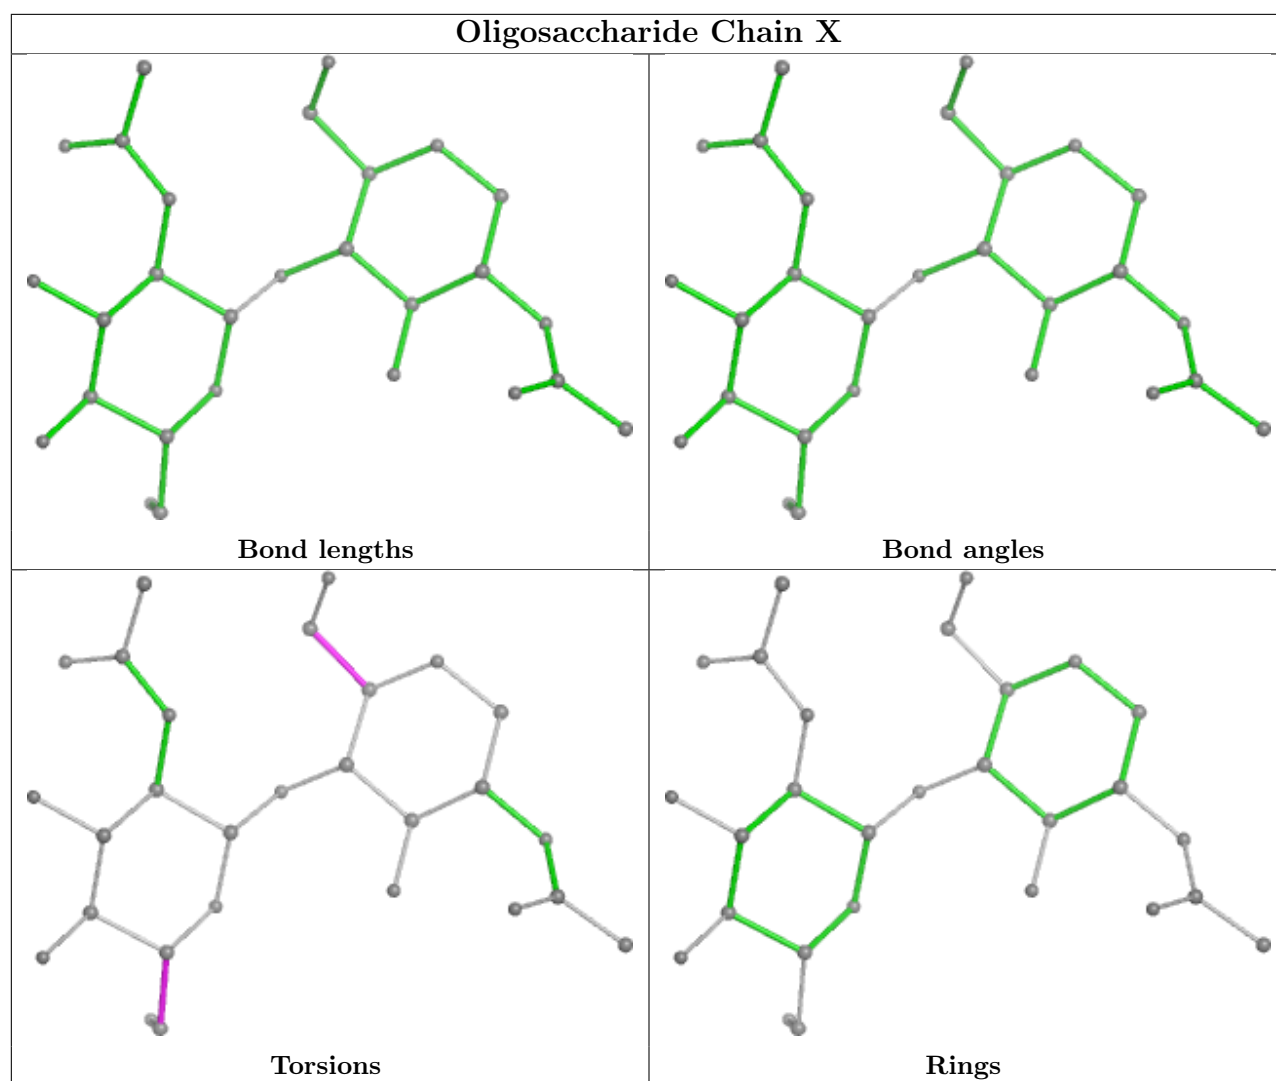 Oligosaccharide Chain X
Bond lengths
Bond angles
Torsions
Rings